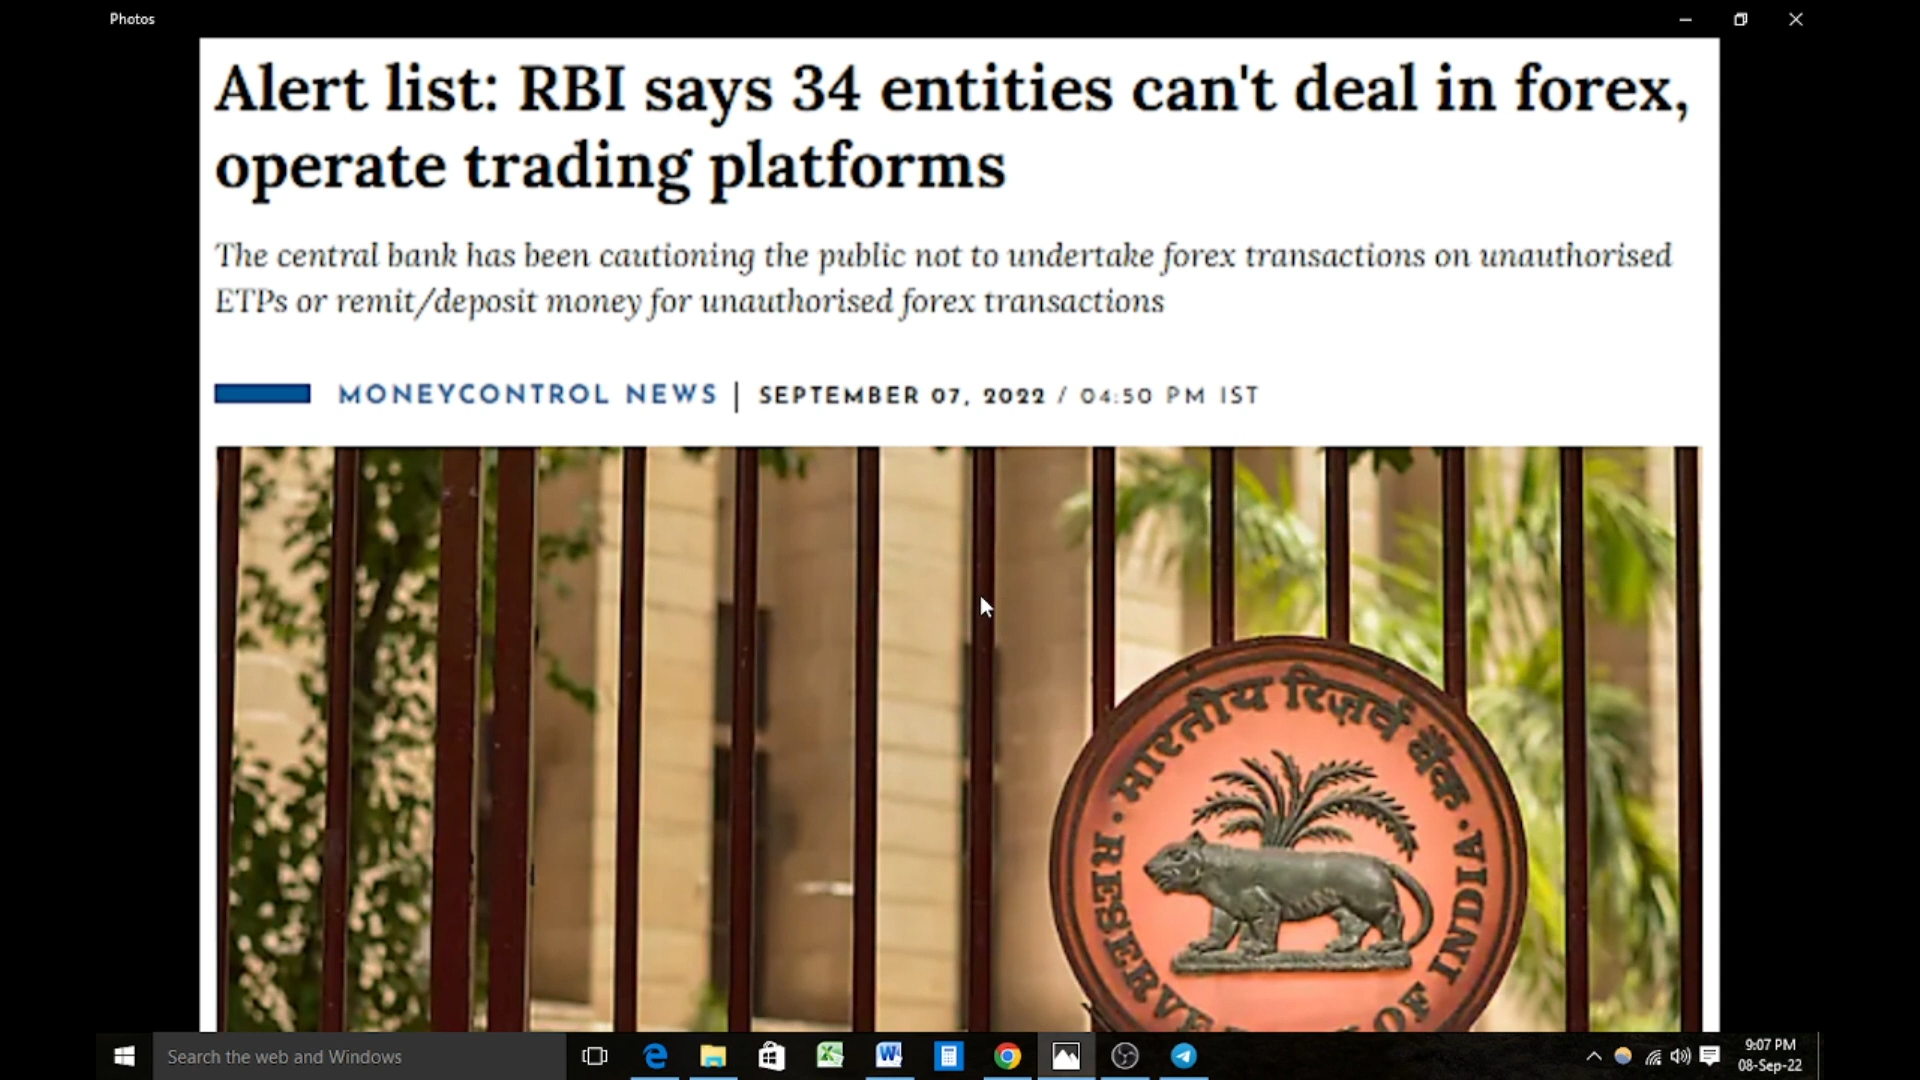 Photos
Alert list: RBI says 34 entities can't deal in forex,
operate trading platforms
The central bank has been cautioning the public not to undertake forex transactions on unauthorised
ETPs or remit/deposit money for unauthorised forex transactions
MONEYCONTROL NEWS | SEPTEMBER 07, 2022 / 04:50 PM IST
भारतीय रिज़र्व बैंक
RESERVE
OF INDIA
Search the web and Windows
9:07 PM
08-Sep-22